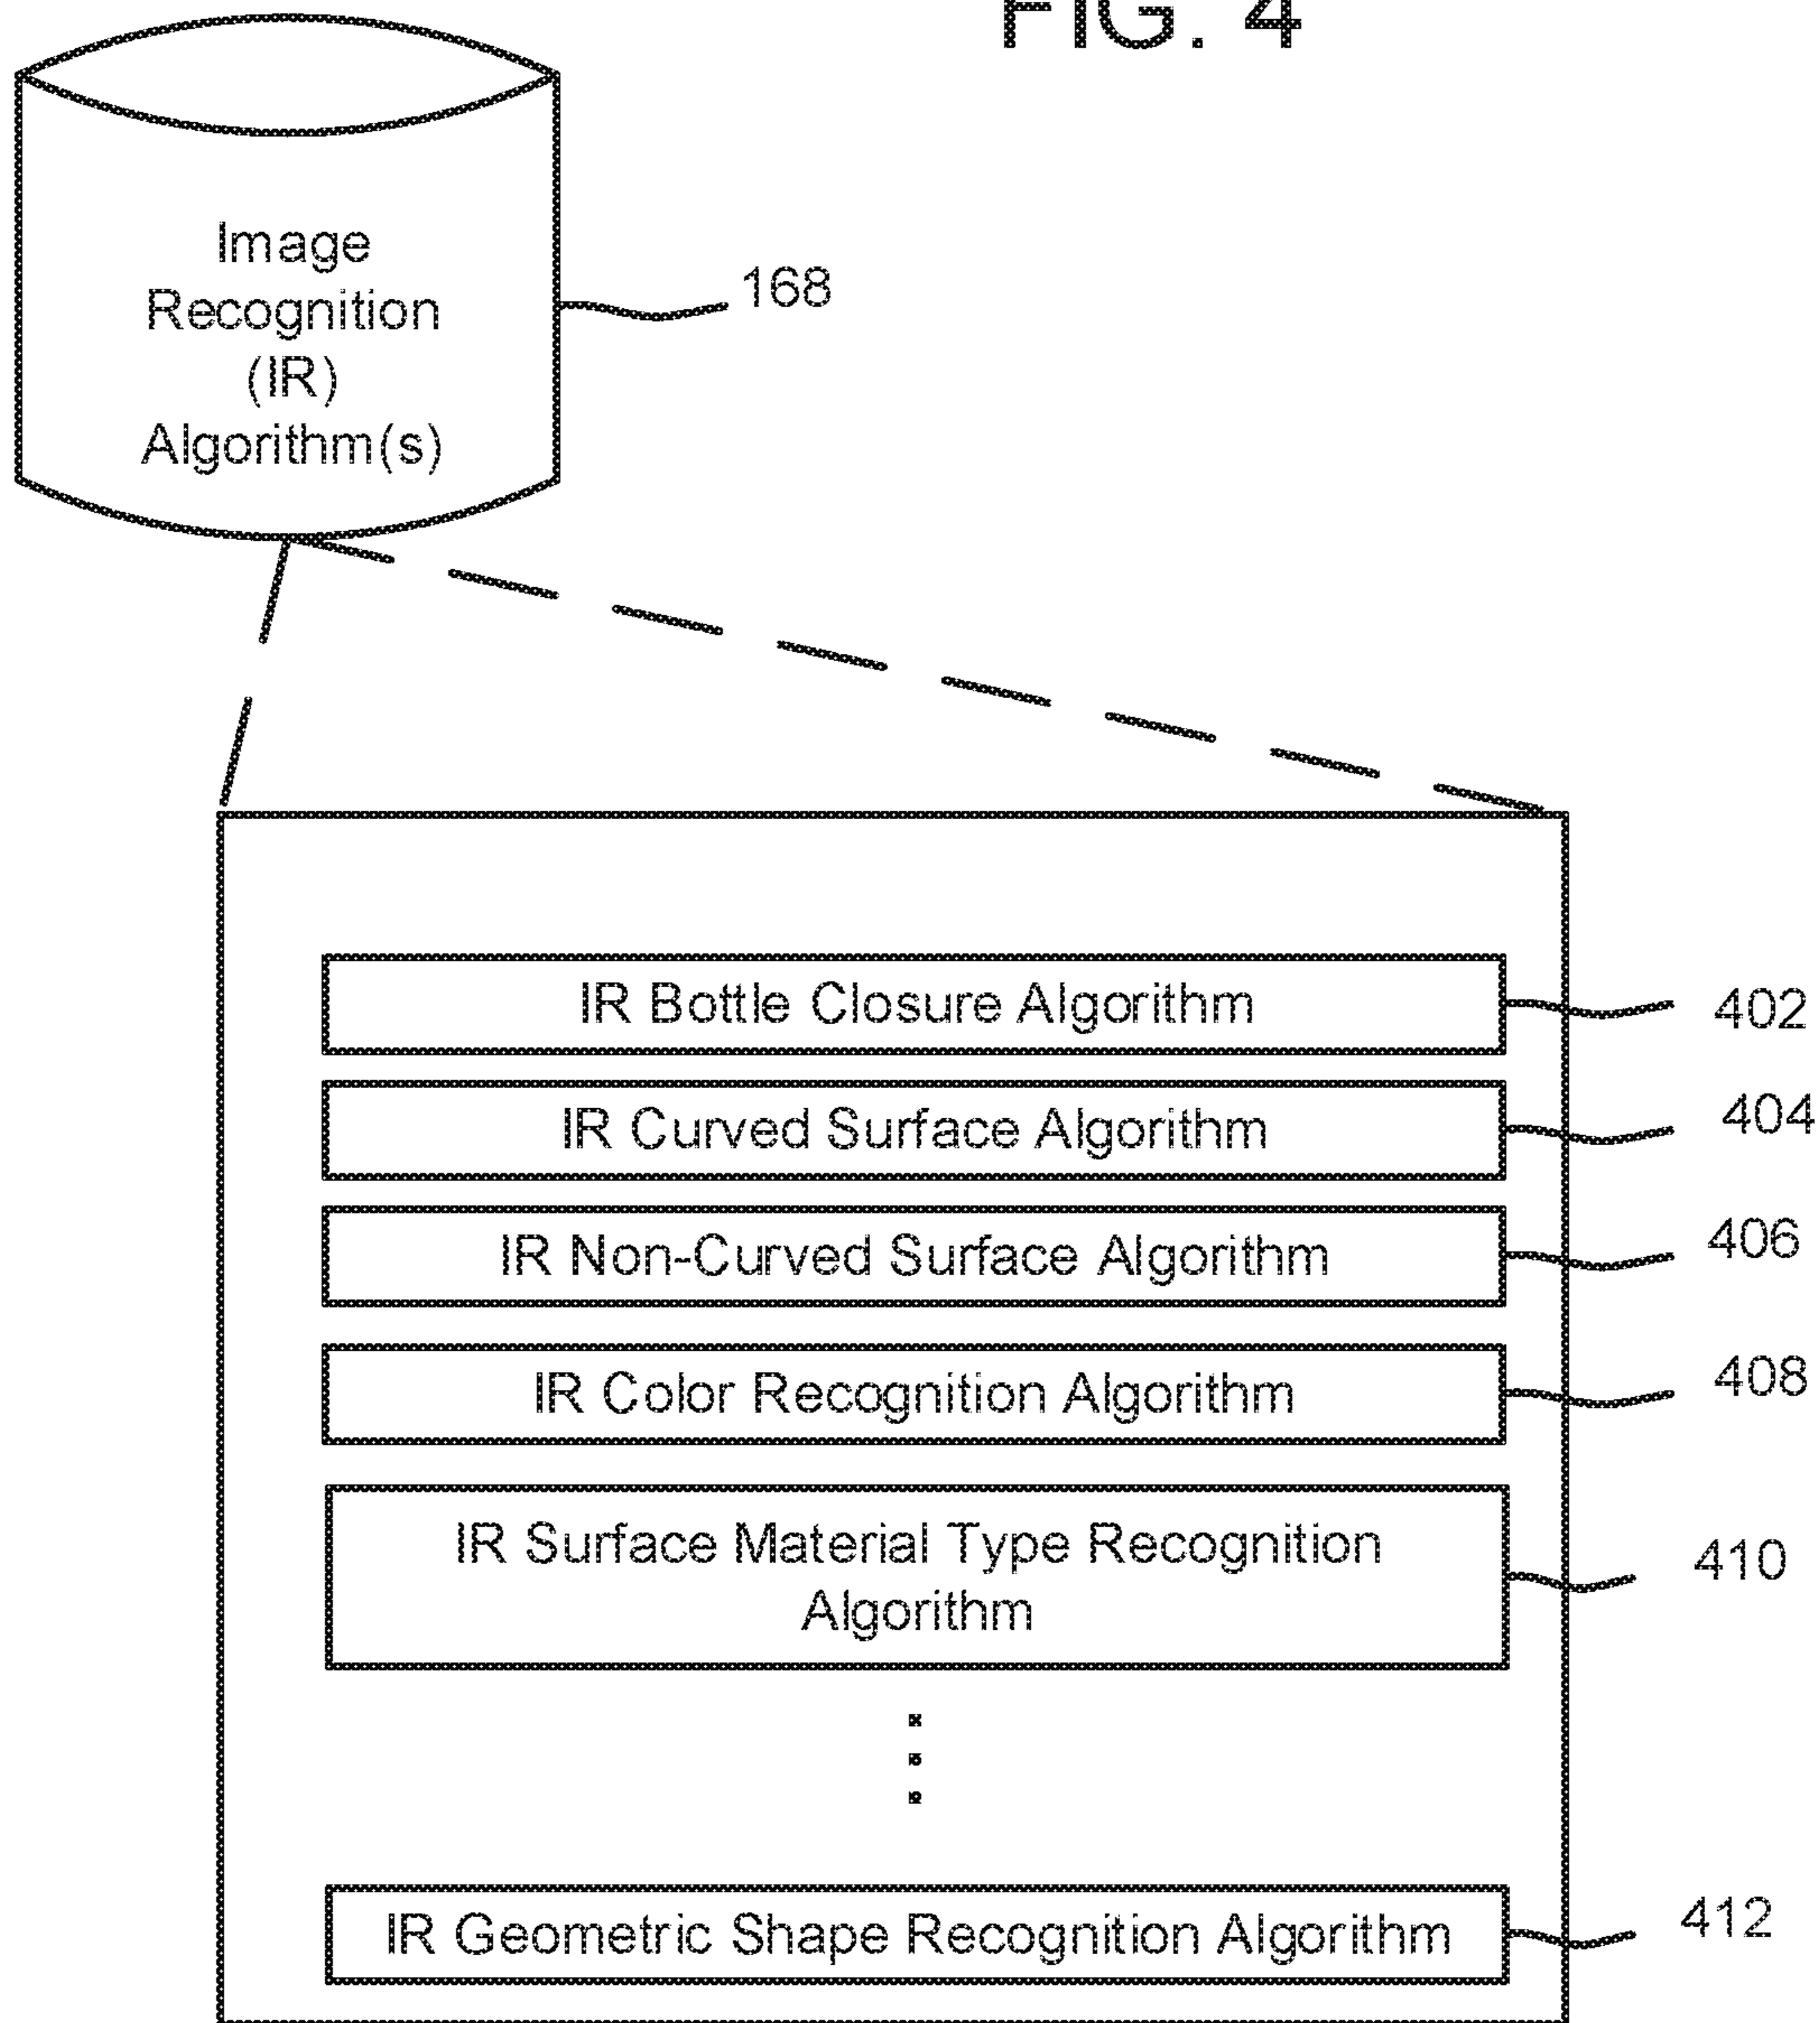 FIG. 4
Image
Recognition
(IR)
Algorithm(s)
168
IR Bottle Closure Algorithm
402
IR Curved Surface Algorithm
404
IR Non-Curved Surface Algorithm
406
IR Color Recognition Algorithm
408
IR Surface Material Type Recognition
Algorithm
410
IR Geometric Shape Recognition Algorithm
412